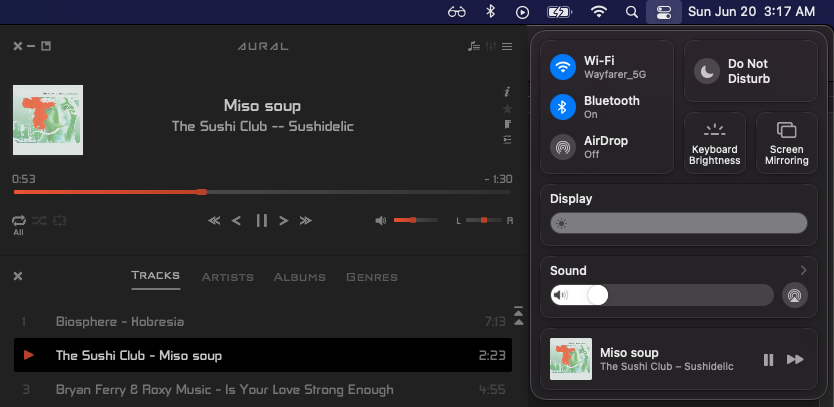 Sun Jun 20 3:17 AM
AURAL
Miso soup
The Sushi Club -- Sushidelic
0:53
- 1:30
All
L
R
Tracks
Artists
Albums
Genres
1 Biosphere - Kobresia 7:13
The Sushi Club - Miso soup 2:23
3 Bryan Ferry & Roxy Music - Is Your Love Strong Enough 4:55
Wi-Fi
Wayfarer_5G
Bluetooth
On
AirDrop
Off
Do Not
Disturb
Keyboard
Brightness
Screen
Mirroring
Display
Sound
Miso soup
The Sushi Club – Sushidelic